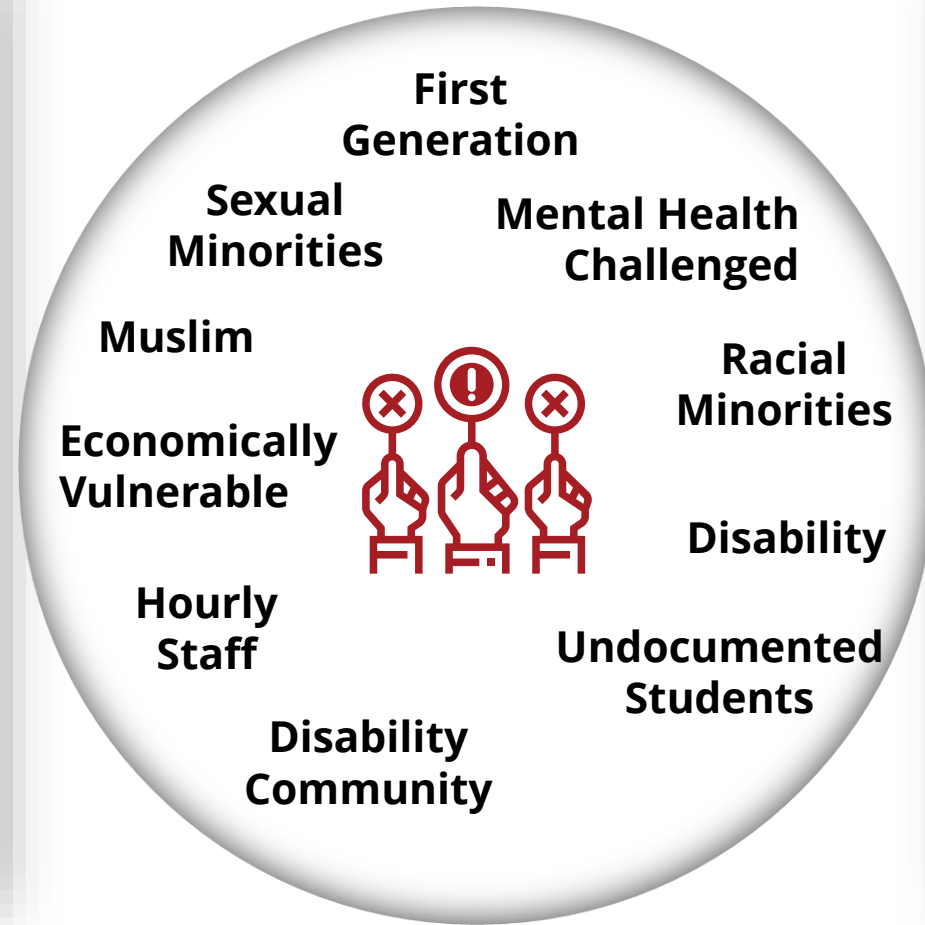 First
Generation
Sexual
Minorities
Mental Health
Challenged
Muslim
Racial
Minorities
Economically
Vulnerable
Disability
Hourly
Staff
Undocumented
Students
Disability
Community